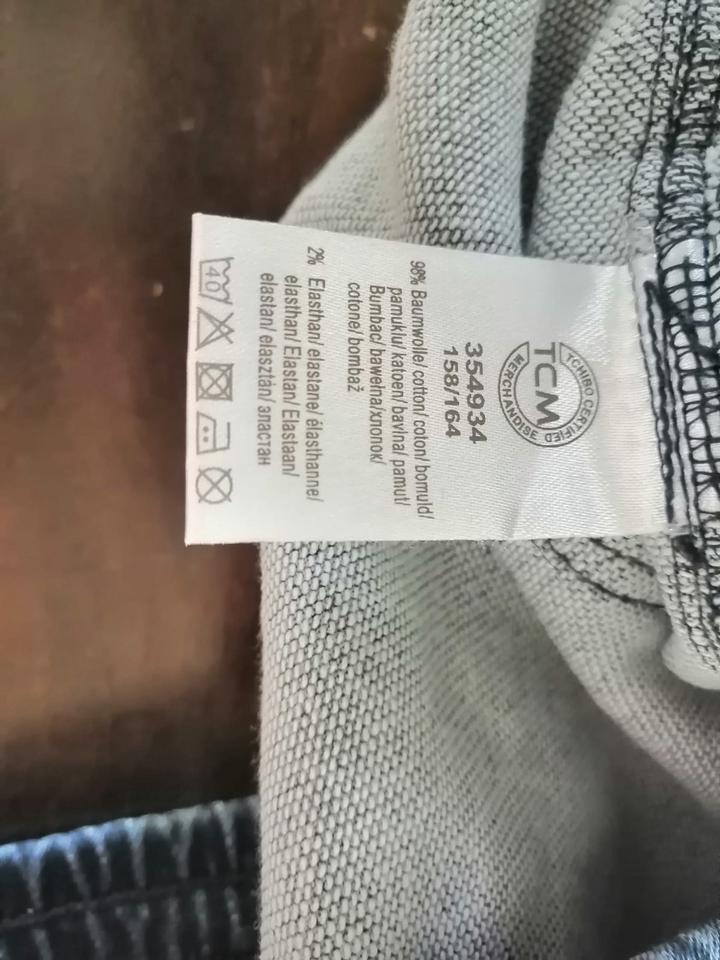 TCHIBO CERTIFIED
TCM
MERCHANDISE
354934
158/164
98% Baumwolle/ cotton/ coton/ bomuld/
pamuklu/ katoen/ bavlna/ pamut/
Bumbac/ bawełna/хлопок/
cotone/ bombaž
2% Elasthan/ elastane/ élasthanne/
elasthan/ Elastan/ Elastaan/
elastan/ elasztán/ эластан
40